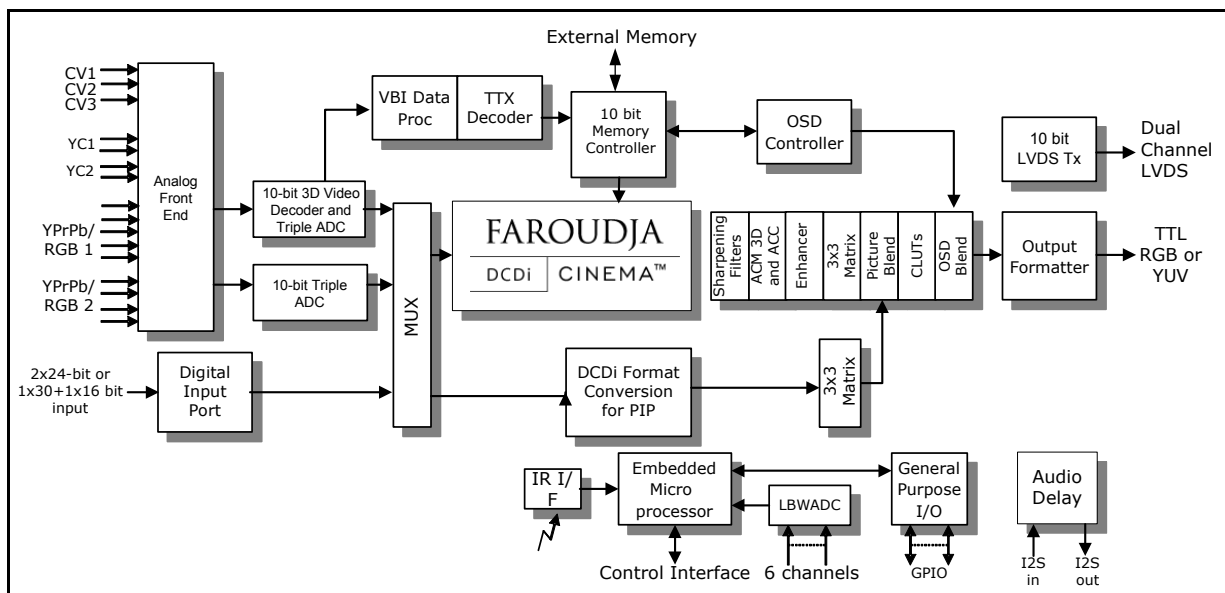 External Memory
CV1
CV2
CV3
YC1
YC2
YPrPb/
RGB 1
YPrPb/
RGB 2
Analog
Front
End
VBI Data
Proc
TTX
Decoder
10 bit
Memory
Controller
OSD
Controller
10 bit
LVDS Tx
Dual
Channel
LVDS
10-bit 3D Video
Decoder and
Triple ADC
10-bit Triple
ADC
MUX
FAROUDJA
DCDi CINEMA™
Sharpening
Filters
ACM 3D
and ACC
Enhancer
3x3
Matrix
Picture
Blend
CLUTs
OSD
Blend
Output
Formatter
TTL
RGB or
YUV
2x24-bit or
1x30+1x16 bit
input
Digital
Input
Port
DCDi Format
Conversion
for PIP
3x3
Matrix
IR I/
F
Embedded
Micro
processor
LBWADC
General
Purpose
I/O
Audio
Delay
Control Interface
6 channels
GPIO
I2S
in
I2S
out